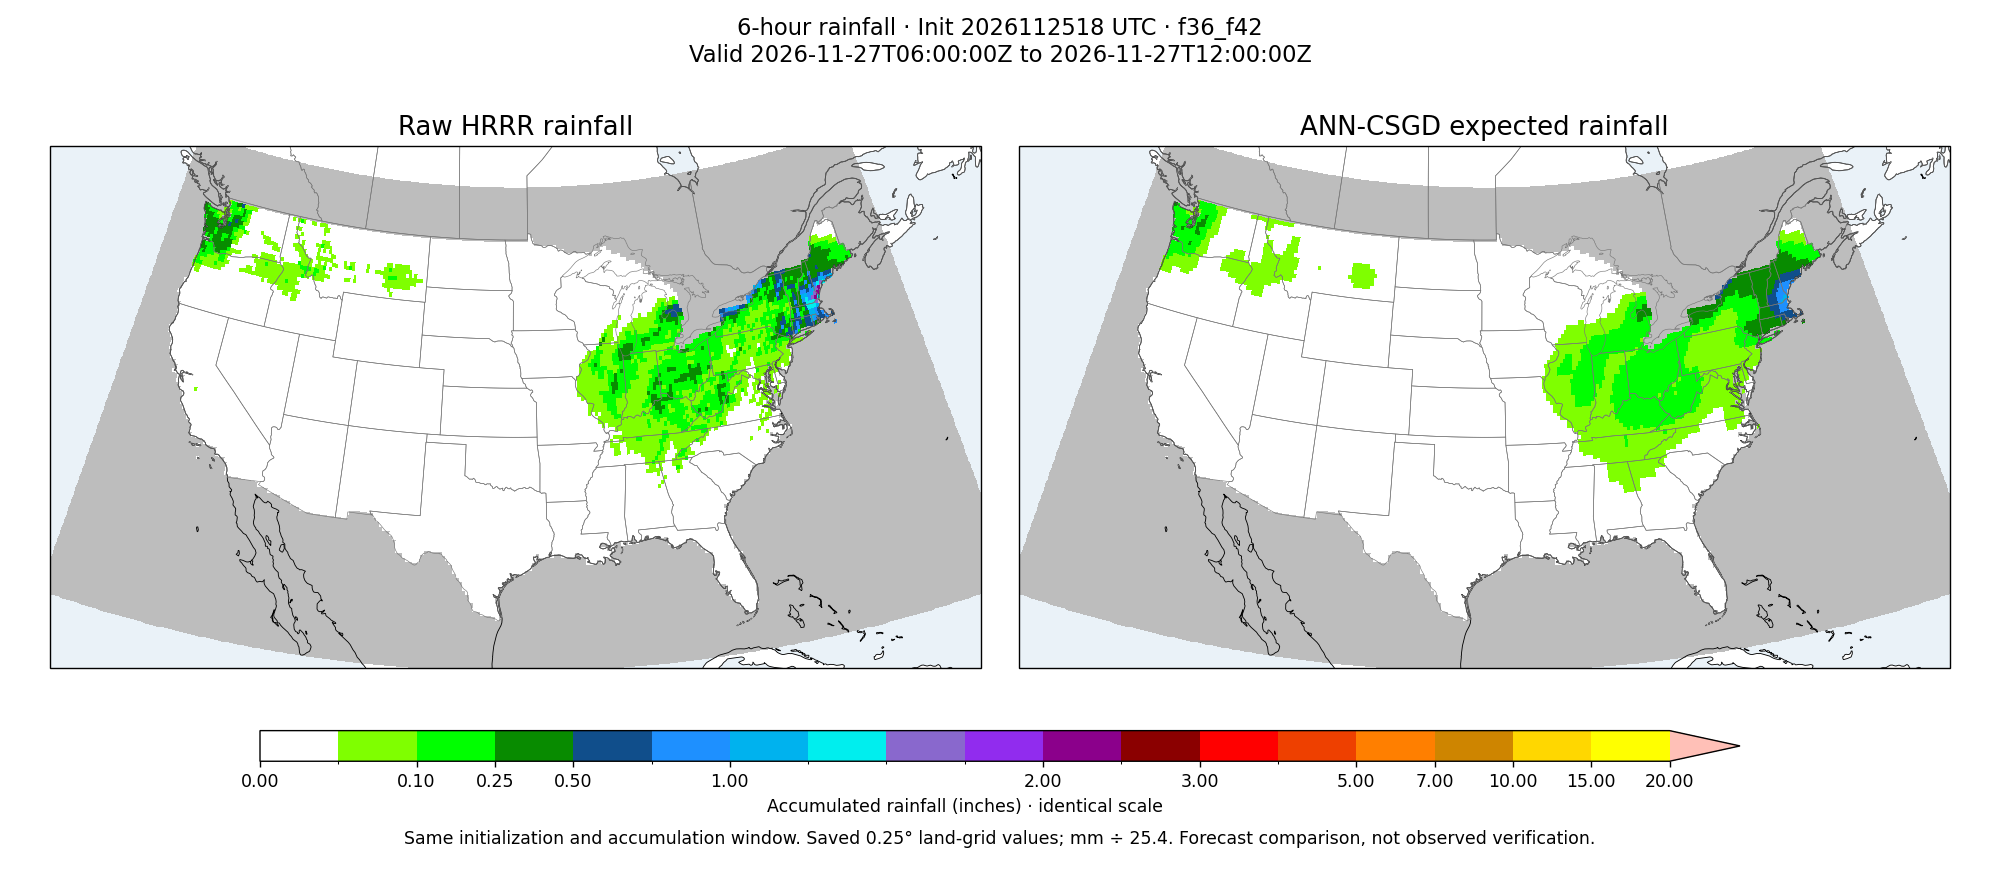 6-hour rainfall · Init 2026112518 UTC · f36_f42
Valid 2026-11-27T06:00:00Z to 2026-11-27T12:00:00Z
Raw HRRR rainfall
ANN-CSGD expected rainfall
0.00 0.10 0.25 0.50 1.00 2.00 3.00 5.00 7.00 10.00 15.00 20.00
Accumulated rainfall (inches) · identical scale
Same initialization and accumulation window. Saved 0.25° land-grid values; mm ÷ 25.4. Forecast comparison, not observed verification.